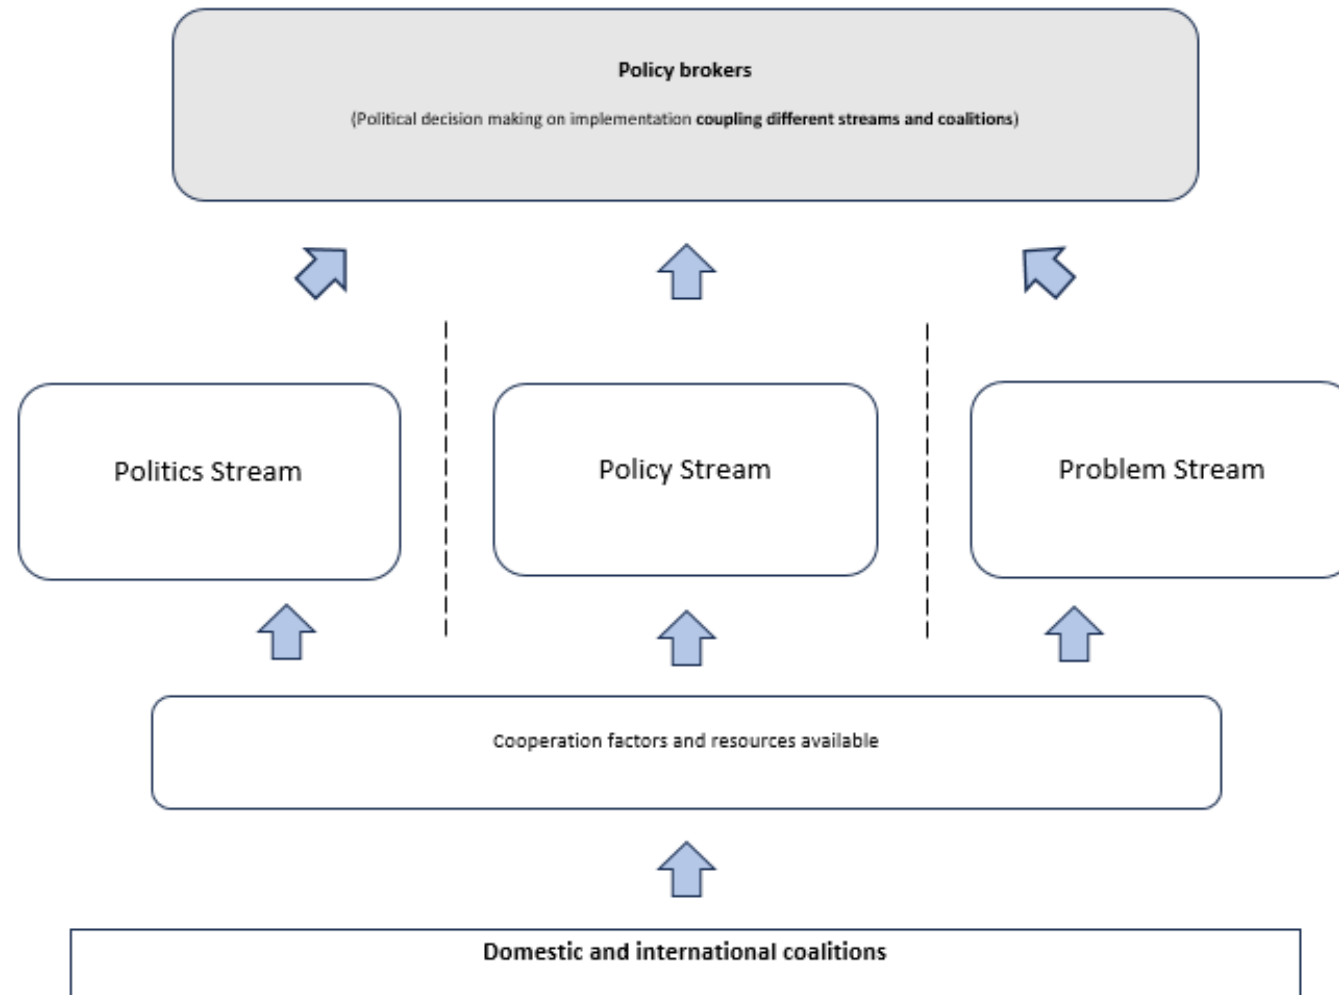 Policy brokers
(Political decision making on implementation coupling different streams and coalitions)
Politics Stream
Policy Stream
Problem Stream
Cooperation factors and resources available
Domestic and international coalitions